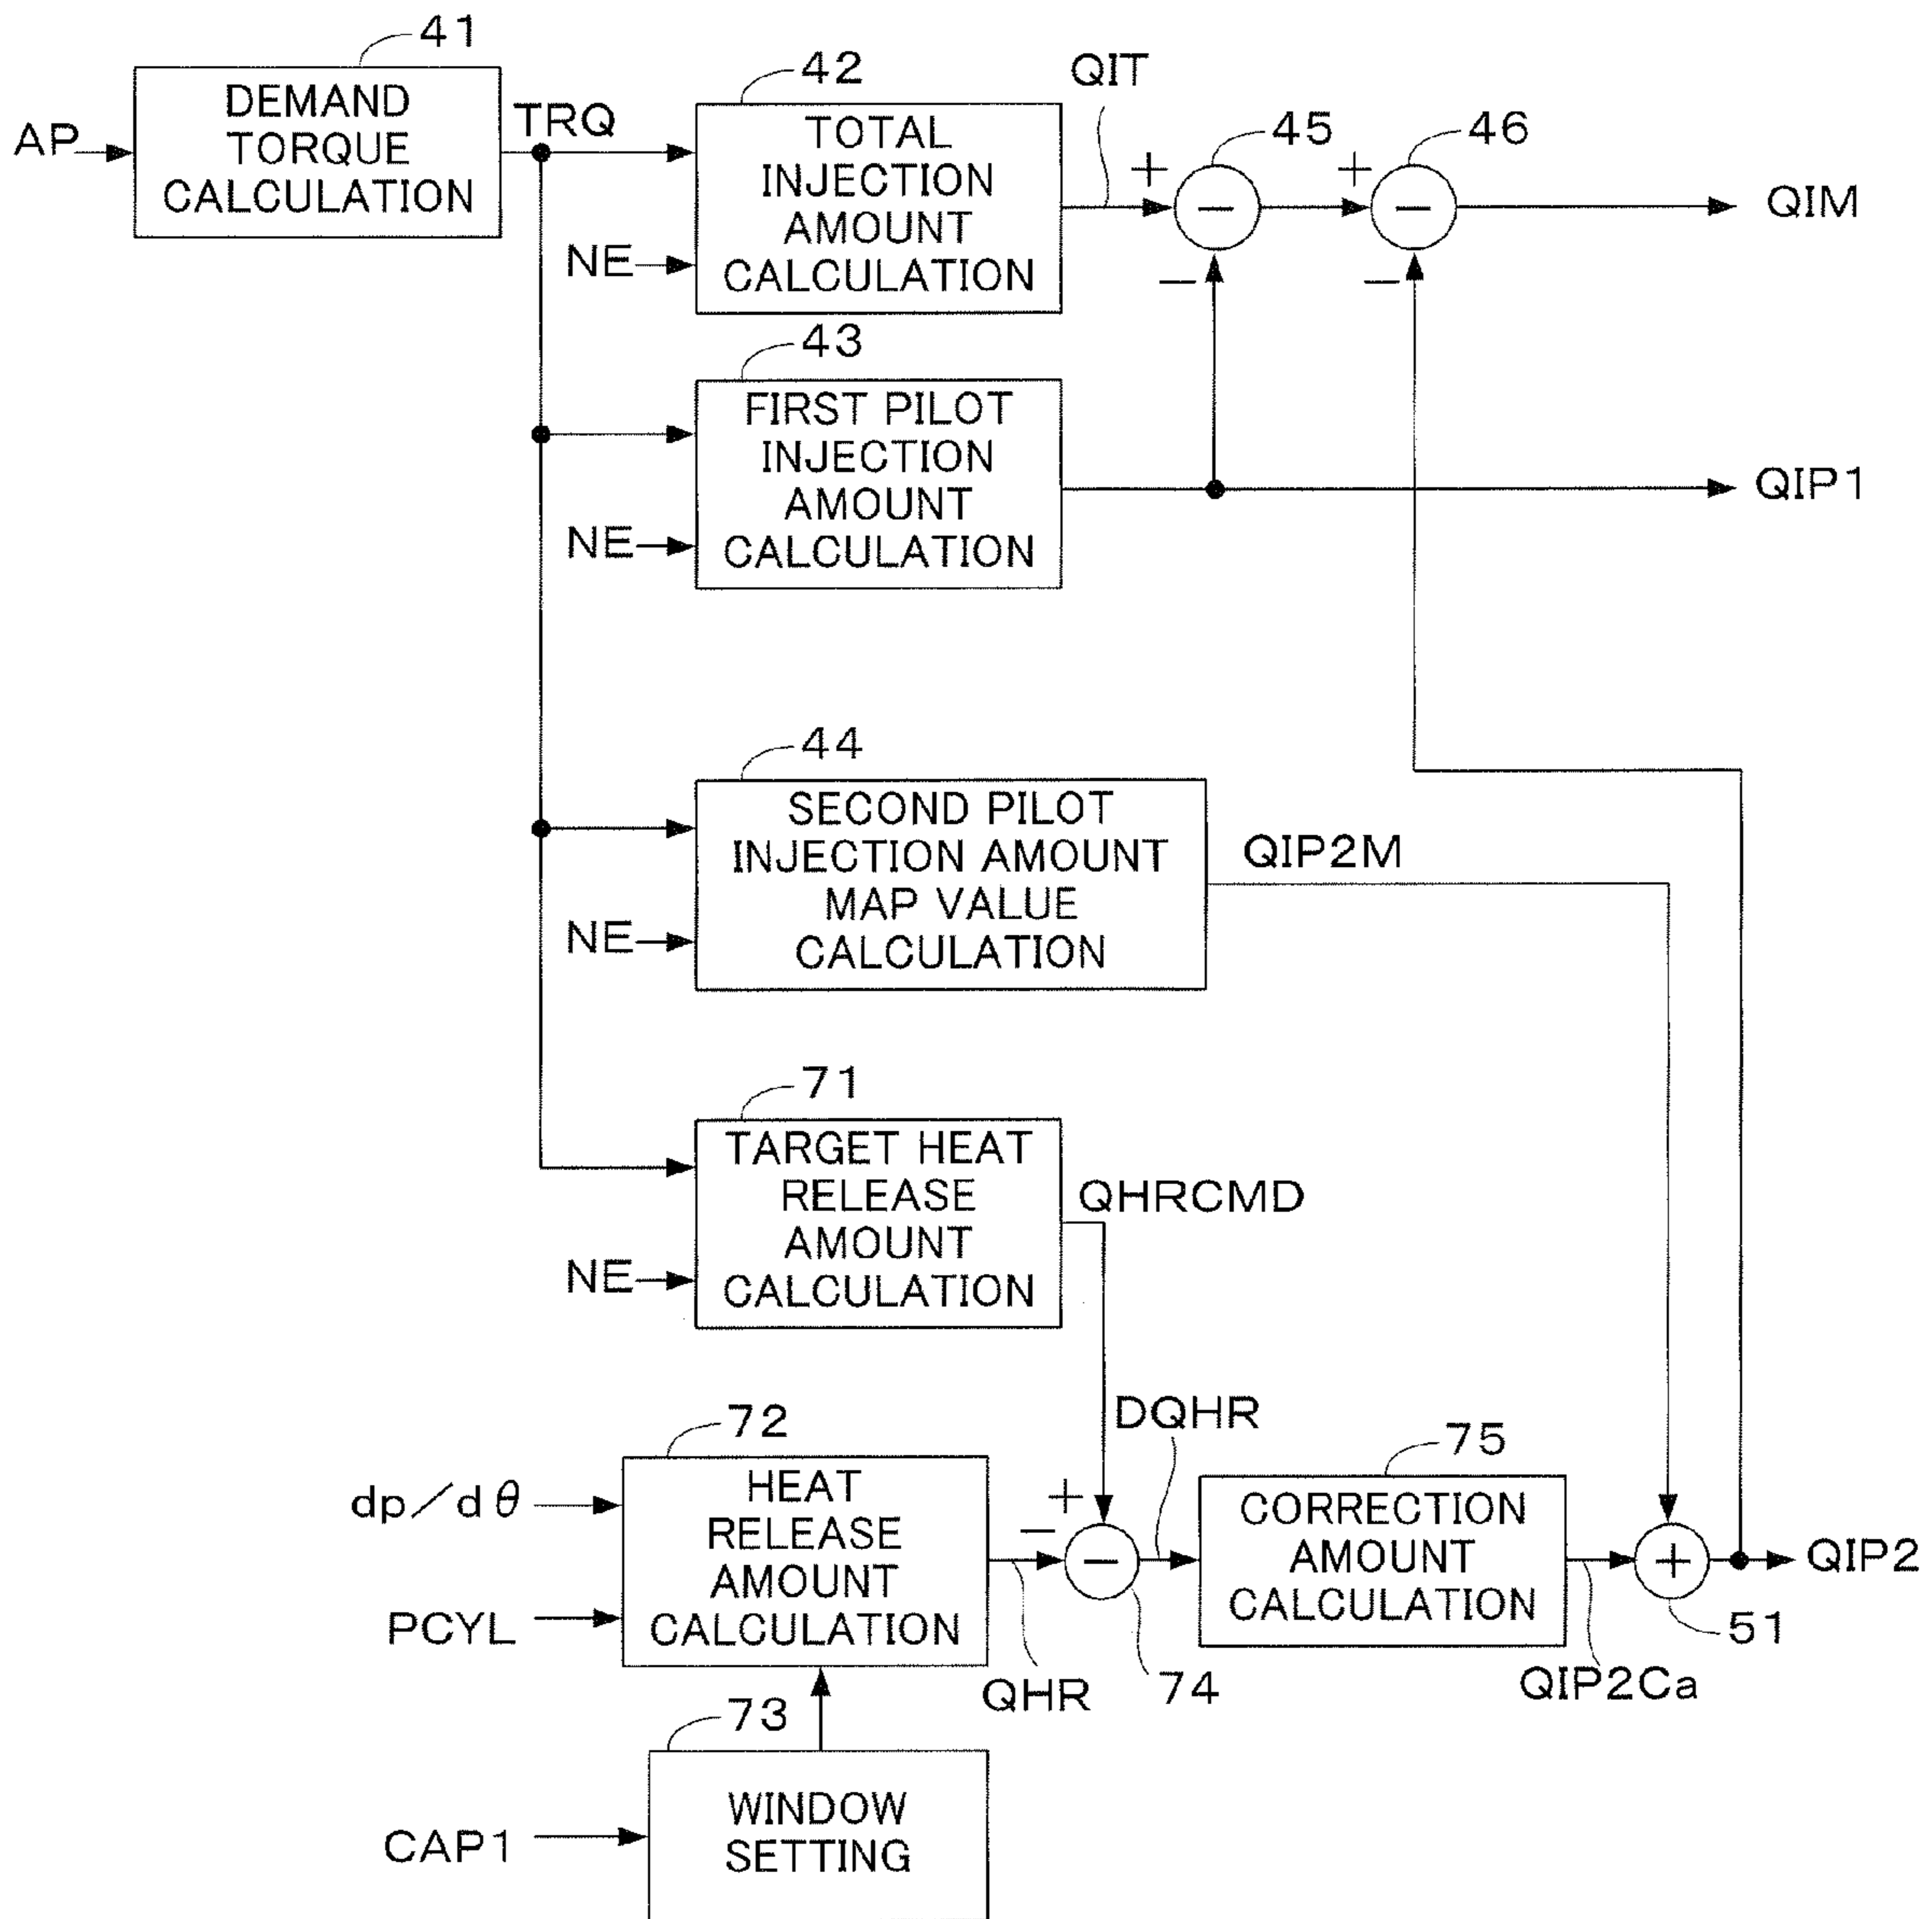 41
DEMAND
TORQUE
CALCULATION
AP
TRQ
42
TOTAL
INJECTION
AMOUNT
CALCULATION
NE
QIT
+
45
−
−
+
46
−
−
QIM
43
FIRST PILOT
INJECTION
AMOUNT
CALCULATION
NE
QIP1
44
SECOND PILOT
INJECTION AMOUNT
MAP VALUE
CALCULATION
NE
QIP2M
71
TARGET HEAT
RELEASE
AMOUNT
CALCULATION
NE
QHRCMD
72
HEAT
RELEASE
AMOUNT
CALCULATION
dp/dθ
PCYL
QHR
+
−
−
74
DQHR
75
CORRECTION
AMOUNT
CALCULATION
QIP2Ca
+
51
QIP2
73
WINDOW
SETTING
CAP1